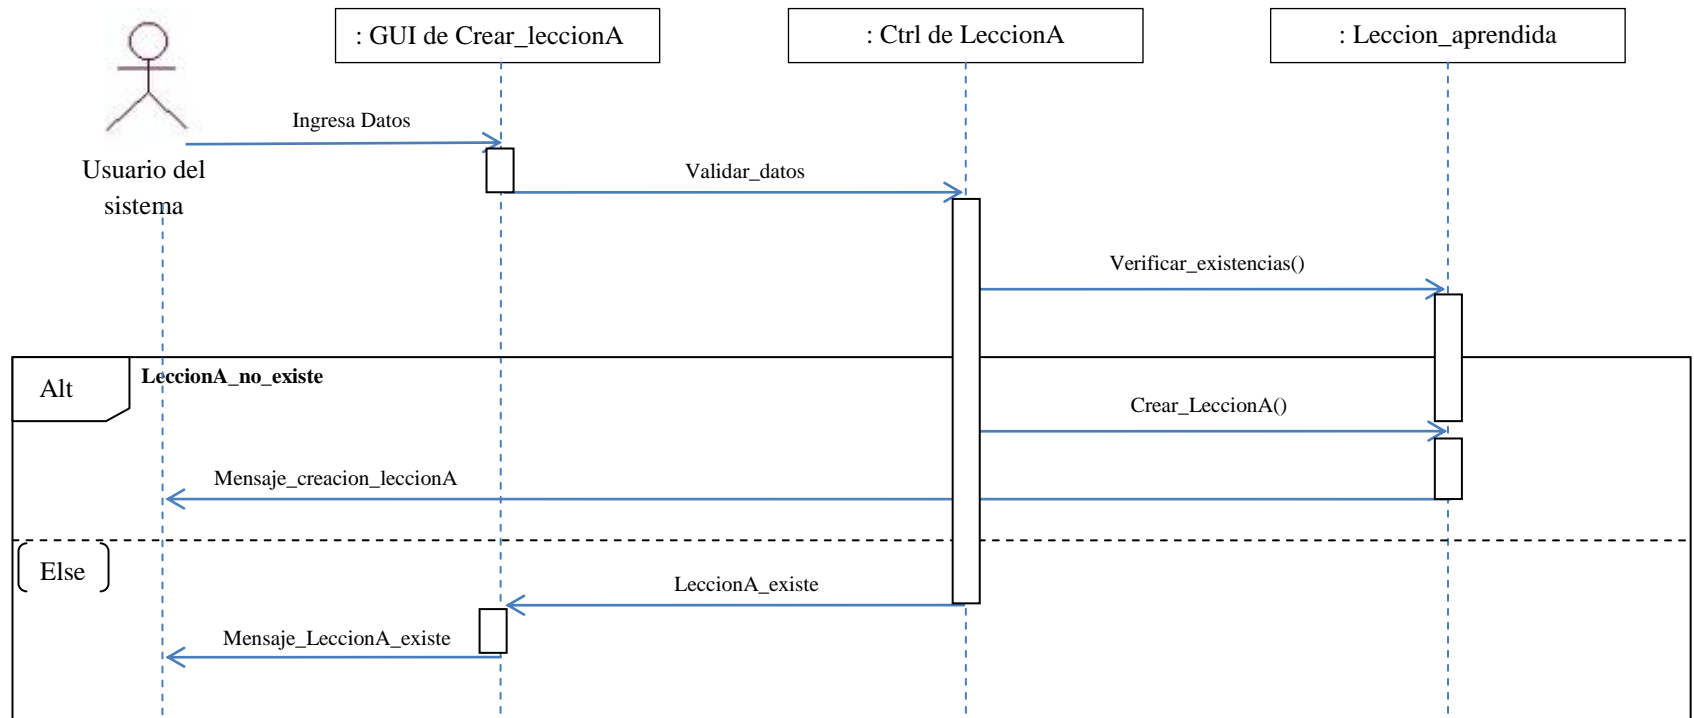 : GUI de Crear_leccionA
: Ctrl de LeccionA
: Leccion_aprendida
Ingresa Datos
Usuario del
sistema
Validar_datos
Verificar_existencias()
Alt
LeccionA_no_existe
Crear_LeccionA()
Mensaje_creacion_leccionA
Else
LeccionA_existe
Mensaje_LeccionA_existe